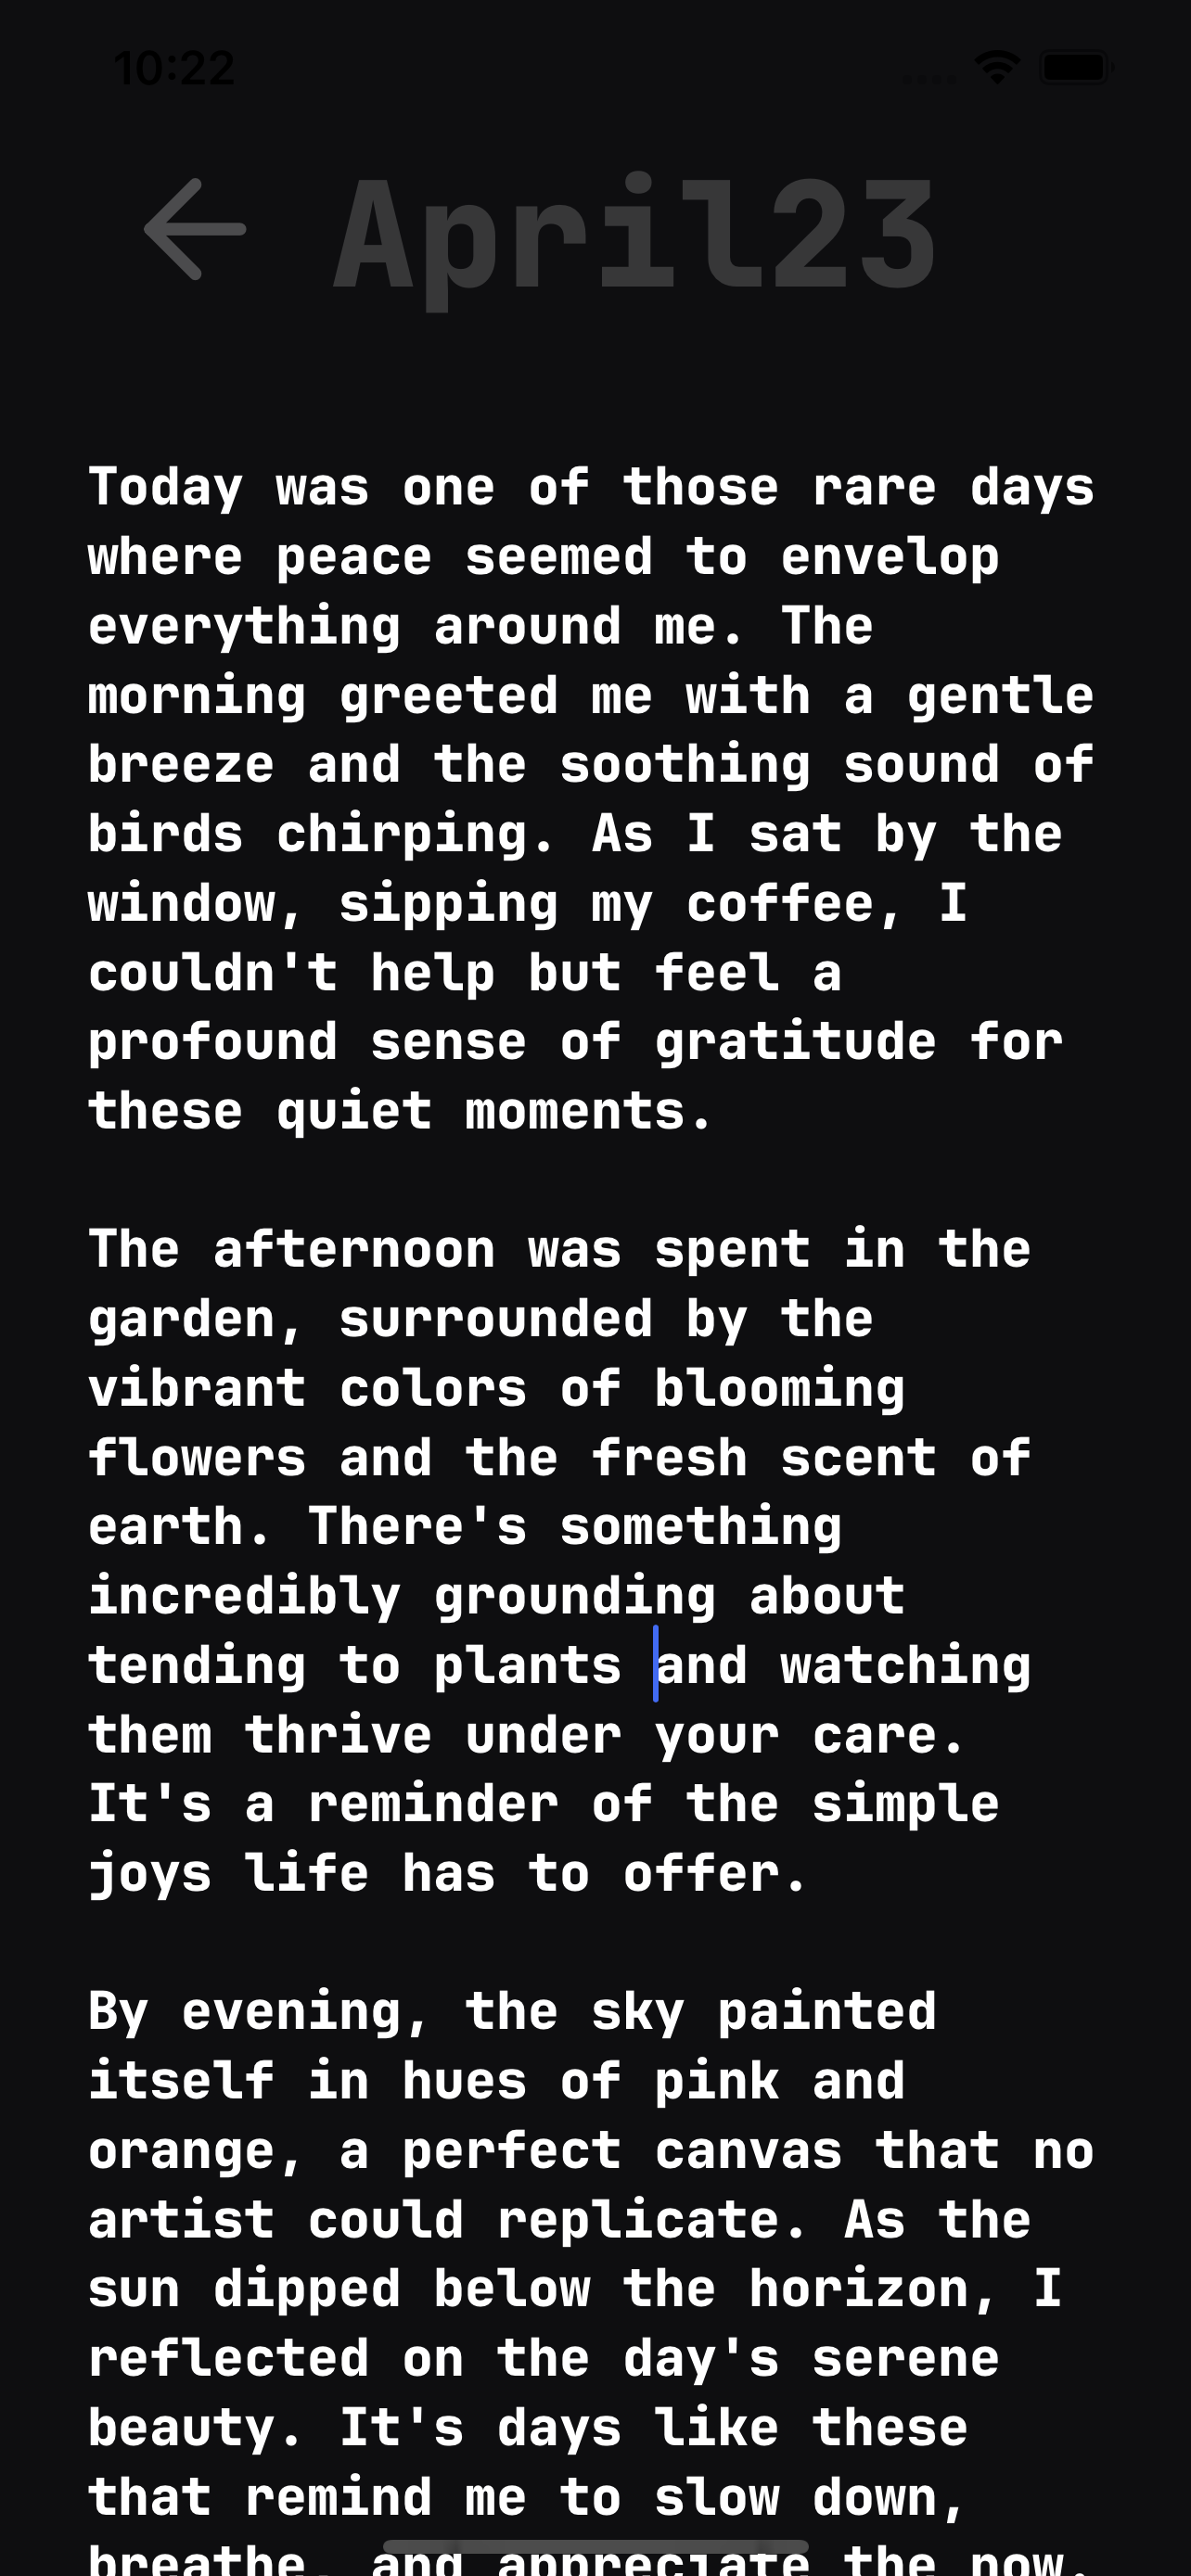 10:22
April23
Today was one of those rare days
where peace seemed to envelop
everything around me. The
morning greeted me with a gentle
breeze and the soothing sound of
birds chirping. As I sat by the
window, sipping my coffee, I
couldn't help but feel a
profound sense of gratitude for
these quiet moments.
The afternoon was spent in the
garden, surrounded by the
vibrant colors of blooming
flowers and the fresh scent of
earth. There's something
incredibly grounding about
tending to plants and watching
them thrive under your care.
It's a reminder of the simple
joys life has to offer.
By evening, the sky painted
itself in hues of pink and
orange, a perfect canvas that no
artist could replicate. As the
sun dipped below the horizon, I
reflected on the day's serene
beauty. It's days like these
that remind me to slow down,
breathe, and appreciate the now.